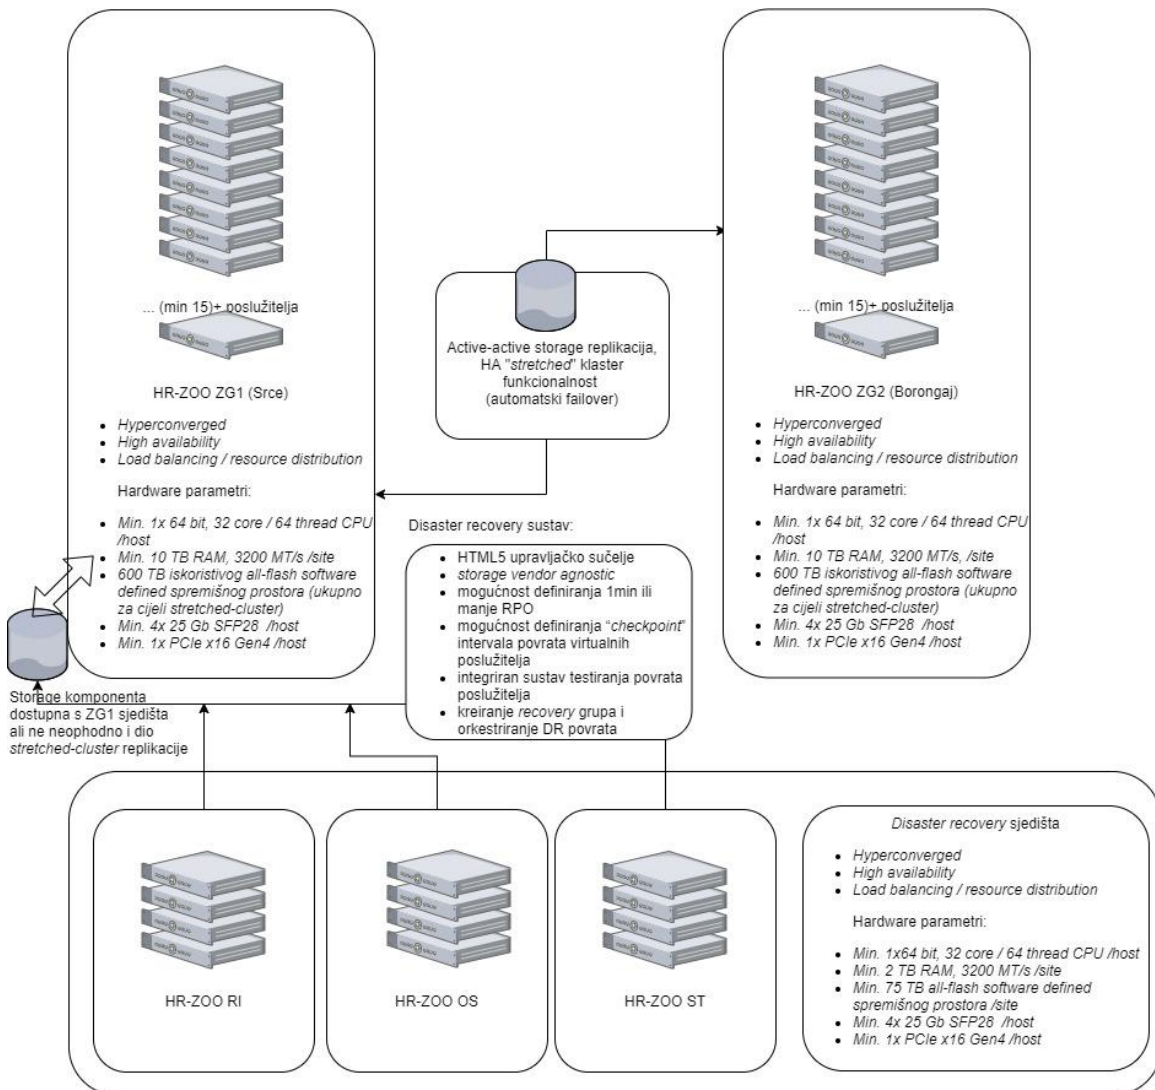 ... (min 15)+ poslužitelja
HR-ZOO ZG1 (Srce)
• Hyperconverged
• High availability
• Load balancing / resource distribution
Hardware parametri:
• Min. 1x 64 bit, 32 core / 64 thread CPU
/host
• Min. 10 TB RAM, 3200 MT/s /site
• 600 TB iskoristivog all-flash software
defined spremišnog prostora (ukupno
za cijeli stretched-cluster)
• Min. 4x 25 Gb SFP28 /host
• Min. 1x PCIe x16 Gen4 /host
Active-active storage replikacija,
HA "stretched" klaster
funkcionalnost
(automatski failover)
... (min 15)+ poslužitelja
HR-ZOO ZG2 (Borongaj)
• Hyperconverged
• High availability
• Load balancing / resource distribution
Hardware parametri:
• Min. 1x 64 bit, 32 core / 64 thread CPU
/host
• Min. 10 TB RAM, 3200 MT/s, /site
• 600 TB iskoristivog all-flash software
defined spremišnog prostora (ukupno
za cijeli stretched-cluster)
• Min. 4x 25 Gb SFP28 /host
• Min. 1x PCIe x16 Gen4 /host
Disaster recovery sustav:
• HTML5 upravljačko sučelje
• storage vendor agnostic
• mogućnost definiranja 1min ili
manje RPO
• mogućnost definiranja “checkpoint”
intervala povrata virtualnih
poslužitelja
• integriran sustav testiranja povrata
poslužitelja
• kreiranje recovery grupa i
orkestriranje DR povrata
Storage komponenta
dostupna s ZG1 sjedišta
ali ne neophodno i dio
stretched-cluster replikacije
HR-ZOO RI
HR-ZOO OS
HR-ZOO ST
Disaster recovery sjedišta
• Hyperconverged
• High availability
• Load balancing / resource distribution
Hardware parametri:
• Min. 1x64 bit, 32 core / 64 thread CPU /host
• Min. 2 TB RAM, 3200 MT/s /site
• Min. 75 TB all-flash software defined
spremišnog prostora /site
• Min. 4x 25 Gb SFP28 /host
• Min. 1x PCIe x16 Gen4 /host